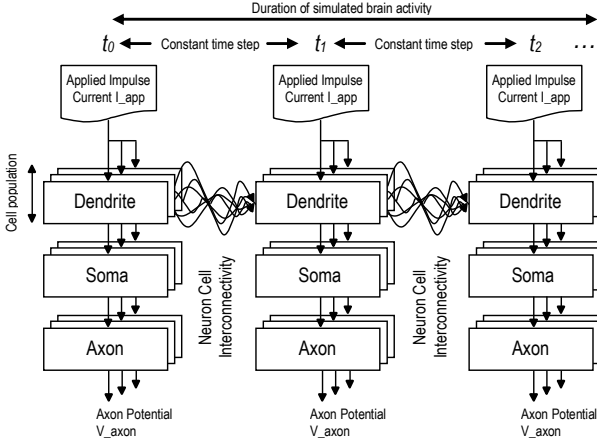 Duration of simulated brain activity
t0 Constant time step t1 Constant time step t2 ...
Applied Impulse
Current I_app
Applied Impulse
Current I_app
Applied Impulse
Current I_app
Cell population
Dendrite
Dendrite
Dendrite
Soma
Soma
Soma
Neuron Cell
Interconnectivity
Neuron Cell
Interconnectivity
Axon
Axon
Axon
Axon Potential
V_axon
Axon Potential
V_axon
Axon Potential
V_axon